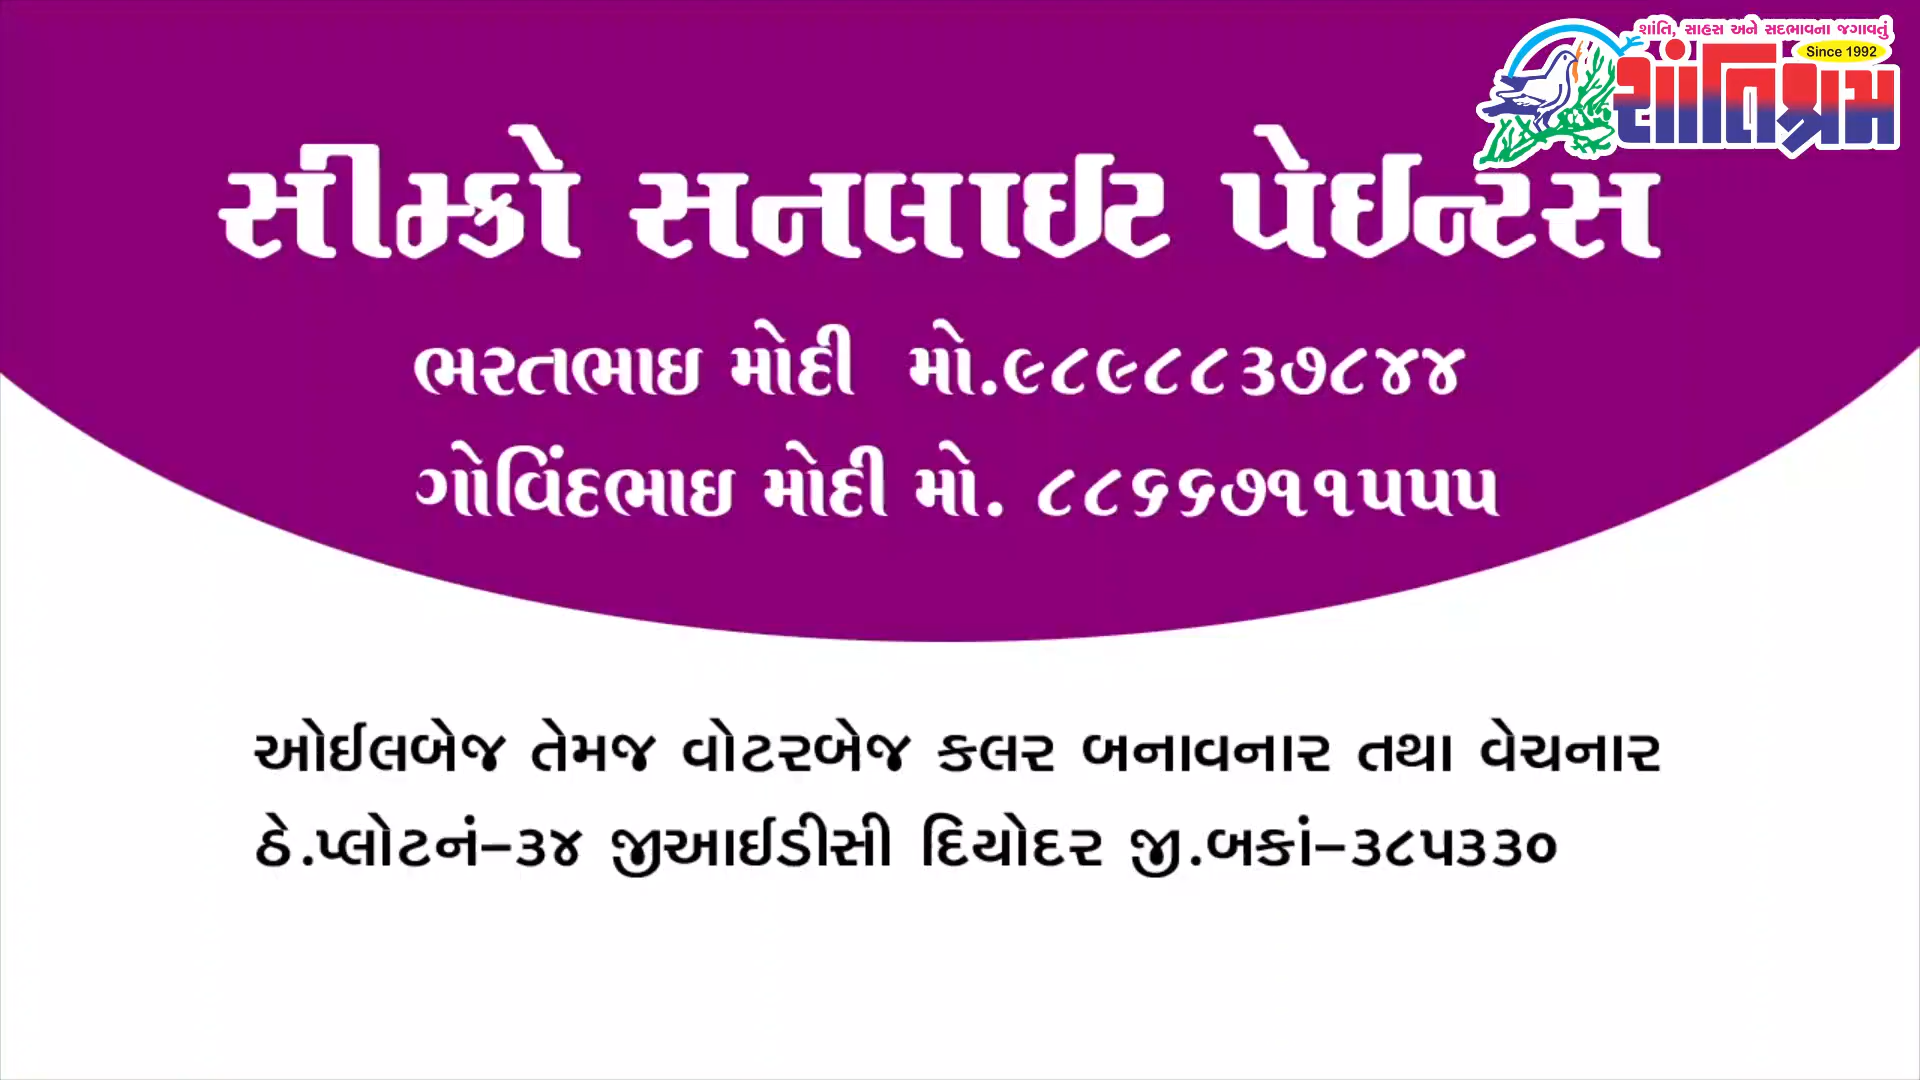 શાંતિ, સાહસ અને સદભાવના જગાવતું
Since 1992
શાંતિશ્રમ
સીમ્કો સનલાઈટ પેઈન્ટસ
ભરતભાઇ મોદી મો.૯૮૯૮૮૩૭૮૪૪
ગોવિંદભાઇ મોદી મો. ૮૮૬૬૭૧૧૫૫૫
ઓઈલબેજ તેમજ વોટરબેજ કલર બનાવનાર તથા વેચનાર
ઠે.પ્લોટનં-૩૪ જીઆઈડીસી દિયોદર જી.બકાં-૩૮૫૩૩૦